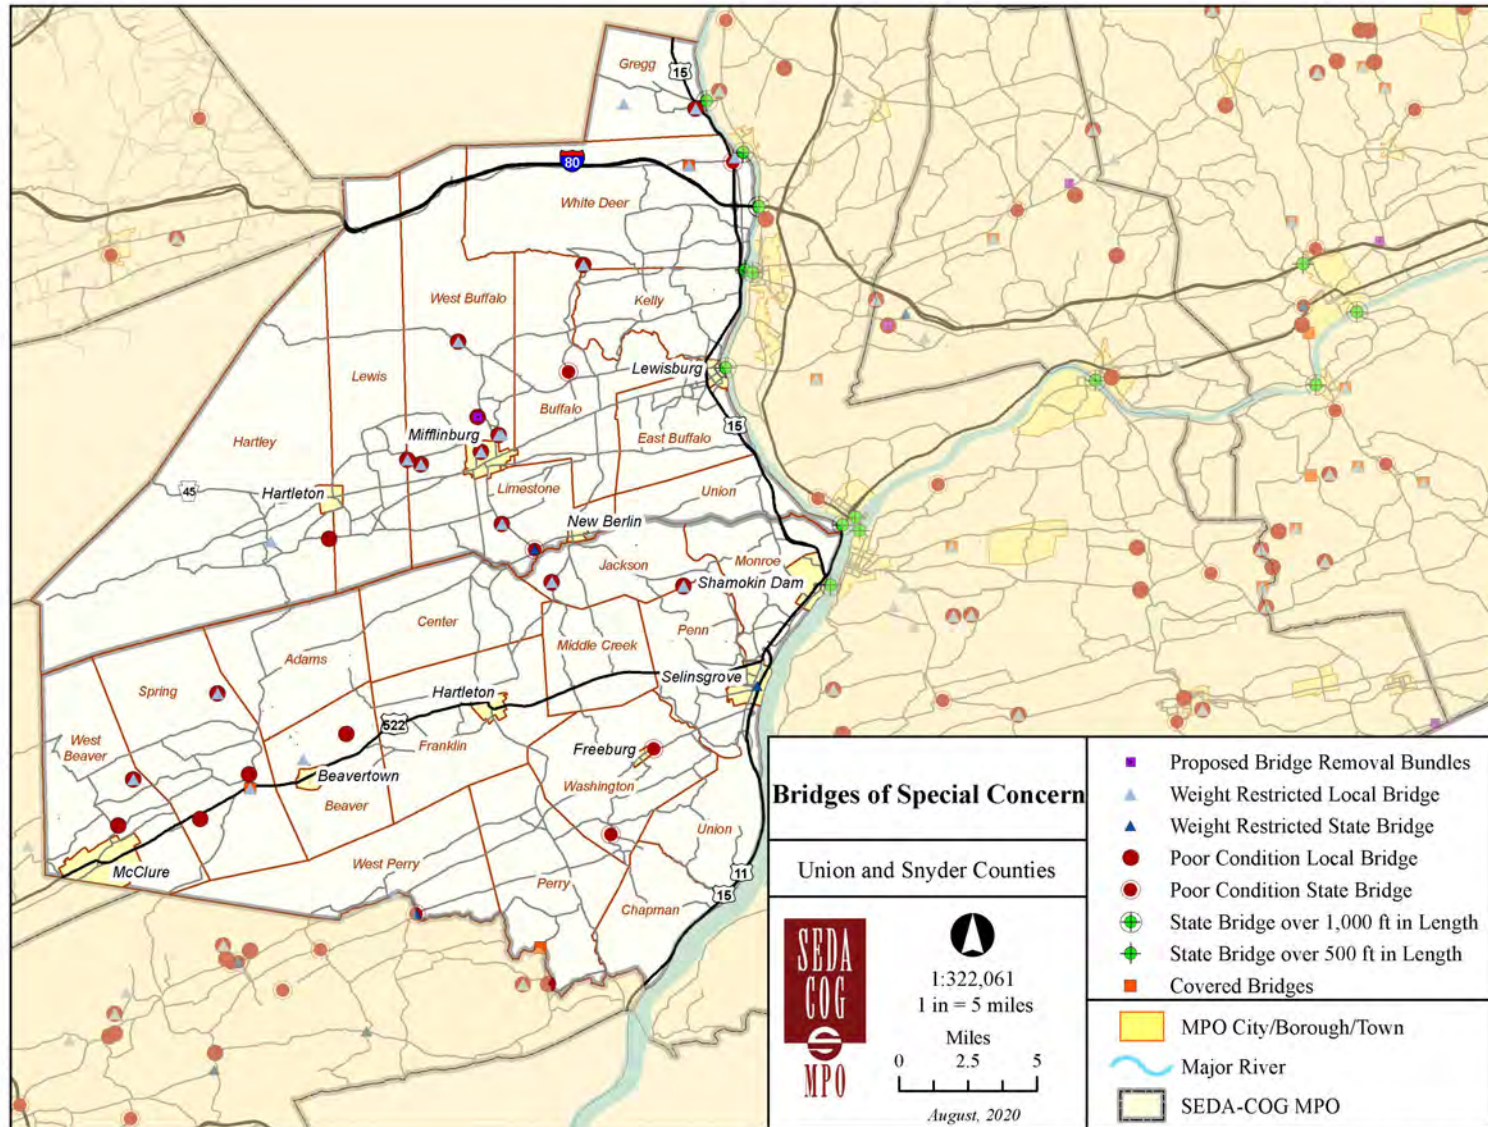 Gregg
15
80
White Deer
West Buffalo
Kelly
Lewisburg
Lewis
Buffalo
15
Hartley
Mifflinburg
East Buffalo
45
Hartleton
Limestone
Union
New Berlin
Jackson
Monroe
Shamokin Dam
Center
Penn
Adams
Middle Creek
Spring
Hartleton
Selinsgrove
522
West
Beaver
Franklin
Freeburg
Beavertown
Washington
Beaver
Union
McClure
West Perry
Perry
11
15
Chapman
Bridges of Special Concern
Union and Snyder Counties
SEDA
COG
MPO
1:322,061
1 in = 5 miles
Miles
0 2.5 5
August, 2020
Proposed Bridge Removal Bundles
Weight Restricted Local Bridge
Weight Restricted State Bridge
Poor Condition Local Bridge
Poor Condition State Bridge
State Bridge over 1,000 ft in Length
State Bridge over 500 ft in Length
Covered Bridges
MPO City/Borough/Town
Major River
SEDA-COG MPO